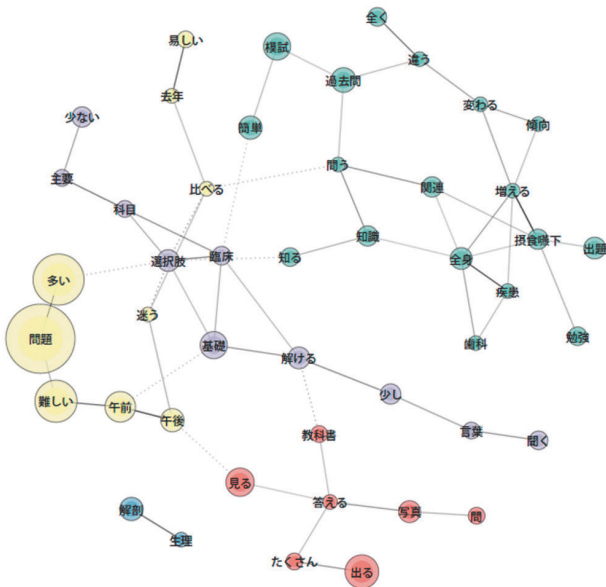 全く
易しい
模試
違う
過去問
去年
変わる
少ない
簡単
傾向
問う
主要
関連
比べる
増える
科目
知識
摂食嚥下
出題
選択肢
臨床
知る
全身
多い
疾患
迷う
勉強
問題
基礎
歯科
解ける
少し
難しい
午前
午後
言葉
教科書
聞く
見る
答える
解剖
写真
間
生理
たくさん
出る